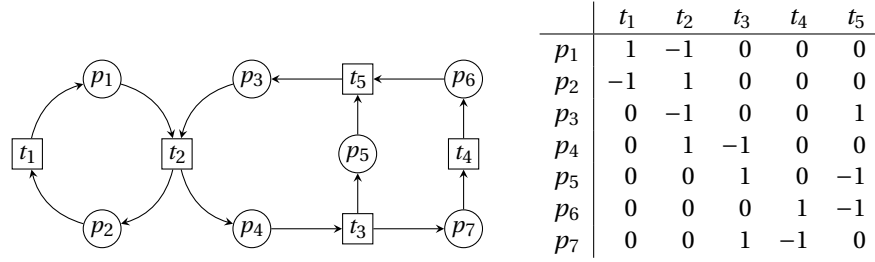 p₁
p₃
t₅
p₆
t₁
t₂
p₅
t₄
p₂
p₄
t₃
p₇
t₁ t₂ t₃ t₄ t₅
p₁ 1 −1 0 0 0
p₂ −1 1 0 0 0
p₃ 0 −1 0 0 1
p₄ 0 1 −1 0 0
p₅ 0 0 1 0 −1
p₆ 0 0 0 1 −1
p₇ 0 0 1 −1 0